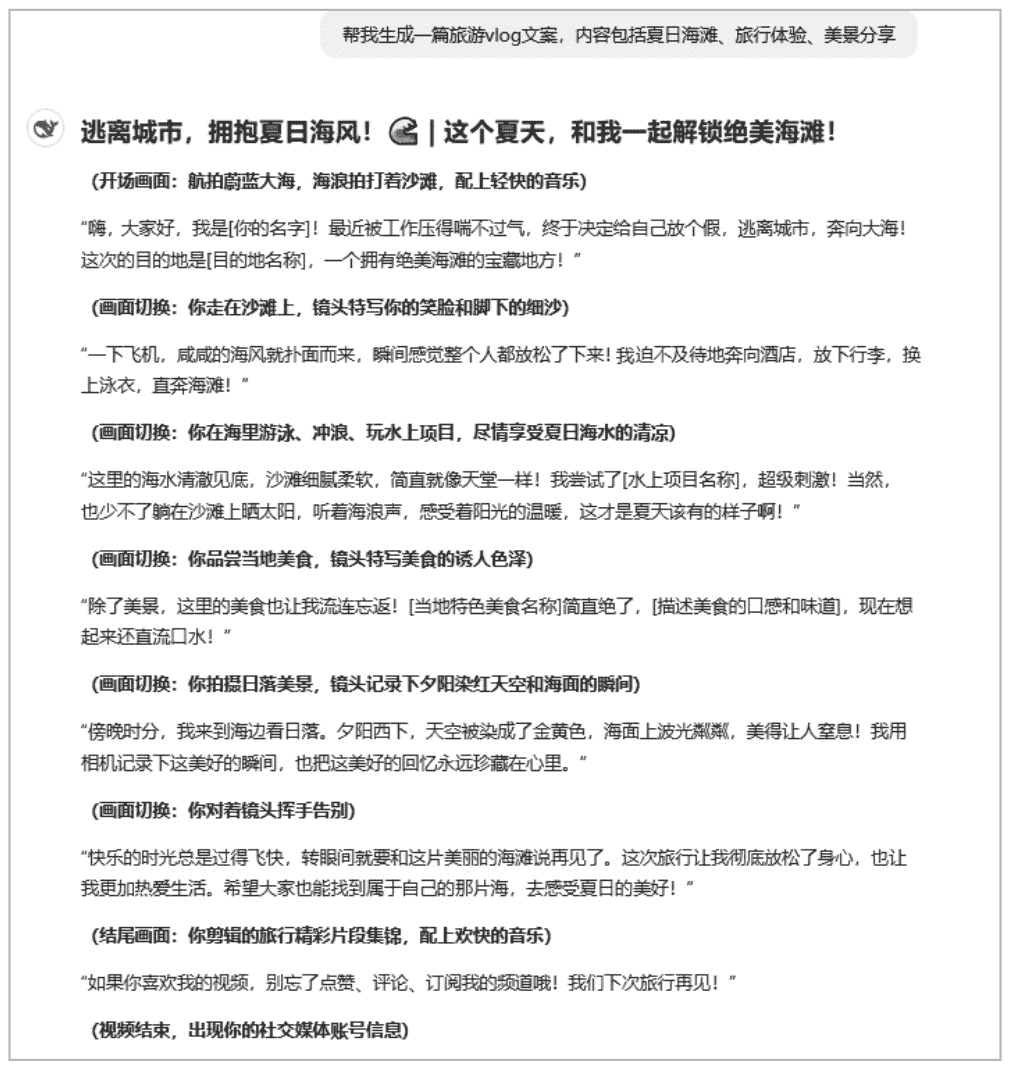 帮我生成一篇旅游vlog文案，内容包括夏日海滩、旅行体验、美景分享
逃离城市，拥抱夏日海风！🌊 | 这个夏天，和我一起解锁绝美海滩！
（开场画面：航拍蔚蓝大海，海浪拍打着沙滩，配上轻快的音乐）
“嗨，大家好，我是[你的名字]！最近被工作压得喘不过气，终于决定给自己放个假，逃离城市，奔向大海！
这次的目的地是[目的地名称]，一个拥有绝美海滩的宝藏地方！”
（画面切换：你走在沙滩上，镜头特写你的笑脸和脚下的细沙）
“一下飞机，咸咸的海风就扑面而来，瞬间感觉整个人都放松了下来！我迫不及待地奔向酒店，放下行李，换
上泳衣，直奔海滩！”
（画面切换：你在海里游泳、冲浪、玩水上项目，尽情享受夏日海水的清凉）
“这里的海水清澈见底，沙滩细腻柔软，简直就像天堂一样！我尝试了[水上项目名称]，超级刺激！当然，
也少不了躺在沙滩上晒太阳，听着海浪声，感受着阳光的温暖，这才是夏天该有的样子啊！”
（画面切换：你品尝当地美食，镜头特写美食的诱人色泽）
“除了美景，这里的美食也让我流连忘返！[当地特色美食名称]简直绝了，[描述美食的口感和味道]，现在想
起来还直流口水！”
（画面切换：你拍摄日落美景，镜头记录下夕阳染红天空和海面的瞬间）
“傍晚时分，我来到海边看日落。夕阳西下，天空被染成了金黄色，海面上波光粼粼，美得让人窒息！我用
相机记录下这美好的瞬间，也把这美好的回忆永远珍藏在心里。”
（画面切换：你对着镜头挥手告别）
“快乐的时光总是过得飞快，转眼间就要和这片美丽的海滩说再见了。这次旅行让我彻底放松了身心，也让
我更加热爱生活。希望大家也能找到属于自己的那片海，去感受夏日的美好！”
（结尾画面：你剪辑的旅行精彩片段集锦，配上欢快的音乐）
“如果你喜欢我的视频，别忘了点赞、评论、订阅我的频道哦！我们下次旅行再见！”
（视频结束，出现你的社交媒体账号信息）